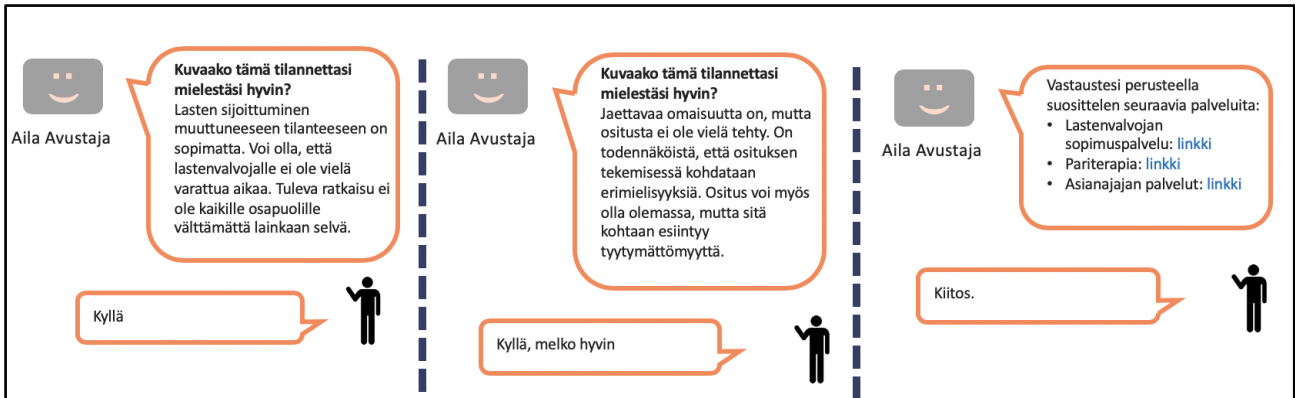 Kuvaako tämä tilannettasi
mielestäsi hyvin?
Lasten sijoittuminen
muuttuneeseen tilanteeseen on
sopimatta. Voi olla, että
lastenvalvojalle ei ole vielä
varattua aikaa. Tuleva ratkaisu ei
ole kaikille osapuolille
välttämättä lainkaan selvä.
Aila Avustaja
Kyllä
Kuvaako tämä tilannettasi
mielestäsi hyvin?
Jaettavaa omaisuutta on, mutta
ositusta ei ole vielä tehty. On
todennäköistä, että osituksen
tekemisessä kohdataan
erimielisyyksiä. Ositus voi myös
olla olemassa, mutta sitä
kohtaan esiintyy
tyytymättömyyttä.
Aila Avustaja
Kyllä, melko hyvin
Vastaustesi perusteella
suosittelen seuraavia palveluita:
• Lastenvalvojan
sopimuspalvelu: linkki
• Pariterapia: linkki
• Asianajajan palvelut: linkki
Aila Avustaja
Kiitos.